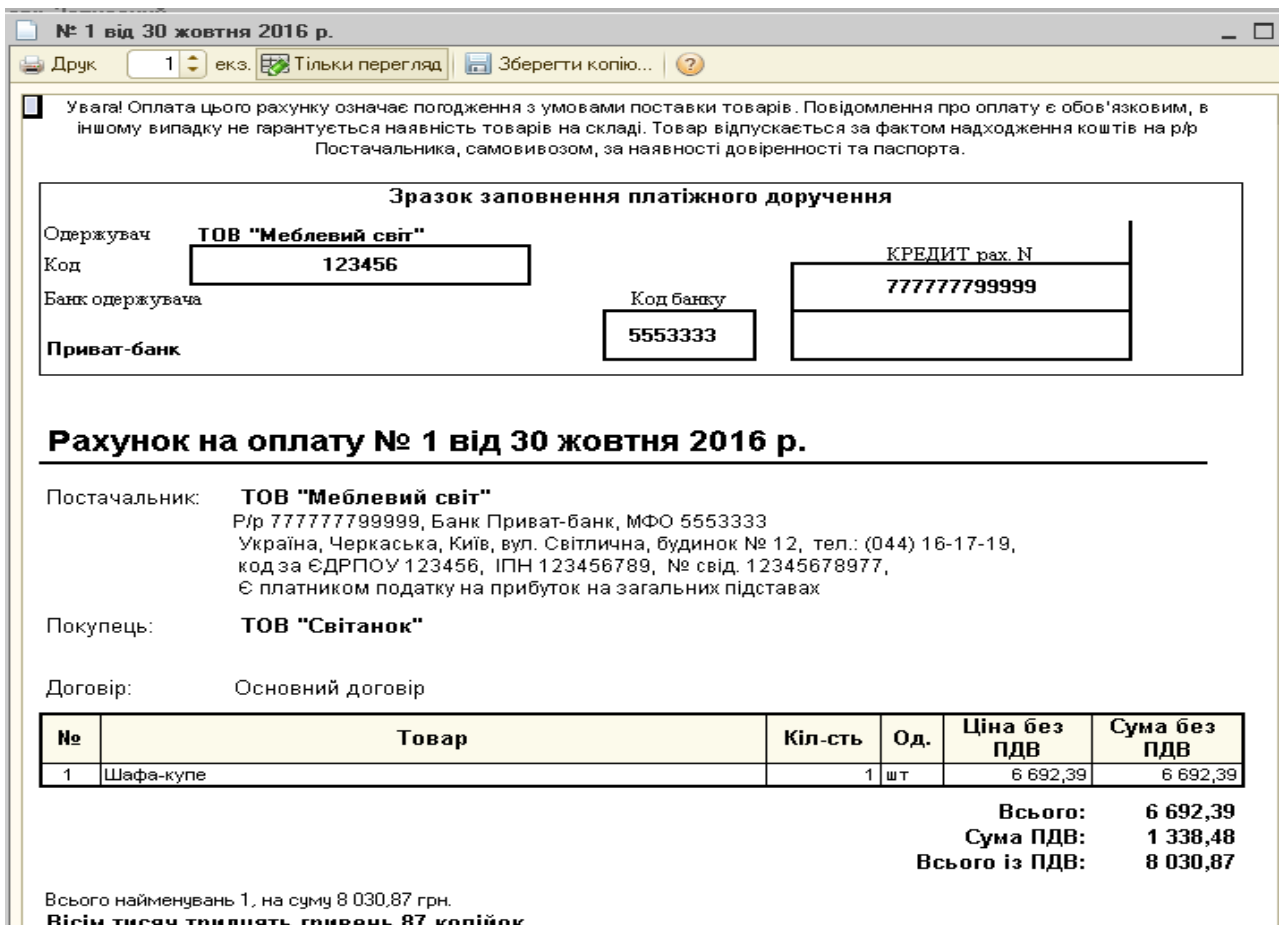 № 1 від 30 жовтня 2016 р.
Друк 1 екз. Тільки перегляд Зберегти копію...
Увага! Оплата цього рахунку означає погодження з умовами поставки товарів. Повідомлення про оплату є обов'язковим, в
іншому випадку не гарантується наявність товарів на складі. Товар відпускається за фактом надходження коштів на р/р
Постачальника, самовивозом, за наявності довіренності та паспорта.
Зразок заповнення платіжного доручення
Одержувач ТОВ "Меблевий світ"
Код 123456 КРЕДИТ рах. N
777777799999
Банк одержувача Код банку
Приват-банк 5553333
Рахунок на оплату № 1 від 30 жовтня 2016 р.
Постачальник: ТОВ "Меблевий світ"
Р/р 777777799999, Банк Приват-банк, МФО 5553333
Україна, Черкаська, Київ, вул. Світлична, будинок № 12, тел.: (044) 16-17-19,
код за ЄДРПОУ 123456, ІПН 123456789, № свід. 12345678977,
Є платником податку на прибуток на загальних підставах
Покупець: ТОВ "Світанок"
Договір: Основний договір
№ Товар Кіл-сть Од. Ціна без ПДВ Сума без ПДВ
1 Шафа-купе 1 шт 6 692,39 6 692,39
Всього: 6 692,39
Сума ПДВ: 1 338,48
Всього із ПДВ: 8 030,87
Всього найменувань 1, на суму 8 030,87 грн.
Вісім тисяч тридцять гривень 87 копійок